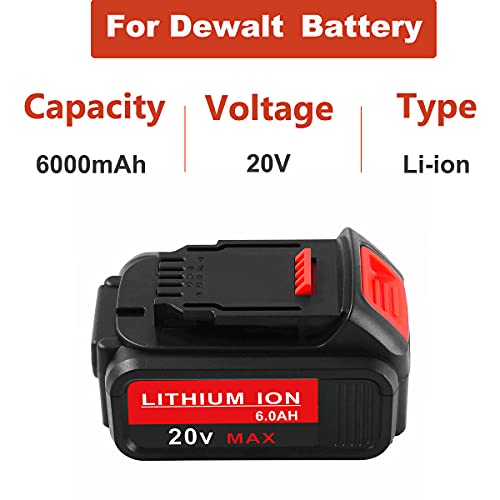 For Dewalt Battery
Capacity Voltage Type
6000mAh 20V Li-ion
LITHIUM ION
6.0AH
20v MAX